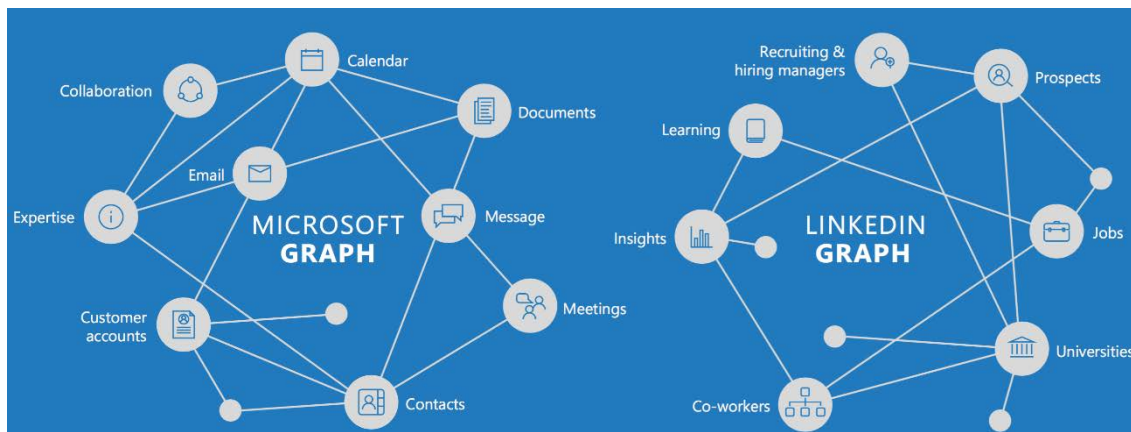 Calendar
Collaboration
Documents
Email
Expertise
MICROSOFT
GRAPH
Message
Meetings
Customer
accounts
Contacts
Recruiting &
hiring managers
Prospects
Learning
Insights
LINKEDIN
GRAPH
Jobs
Universities
Co-workers